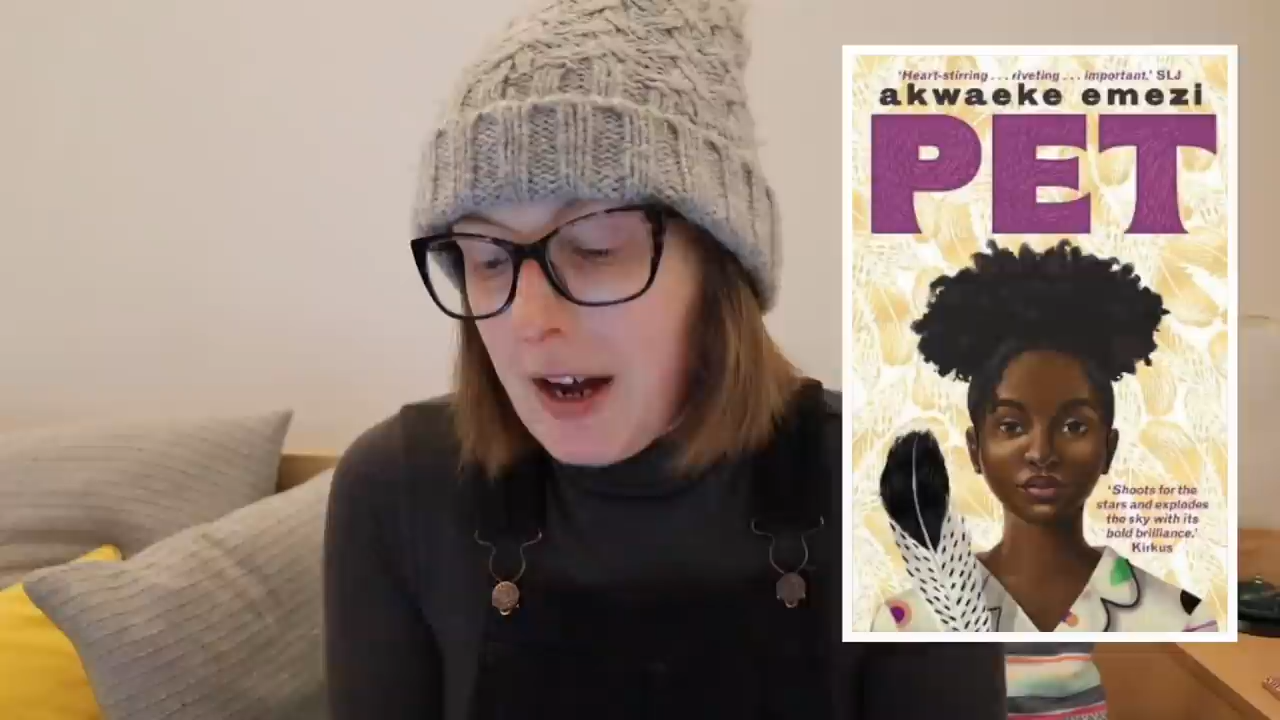 'Heart-stirring . . . riveting . . . important.' SLJ
akwaeke emezi
PET
'Shoots for the
stars and explodes
the sky with its
bold brilliance.'
Kirkus